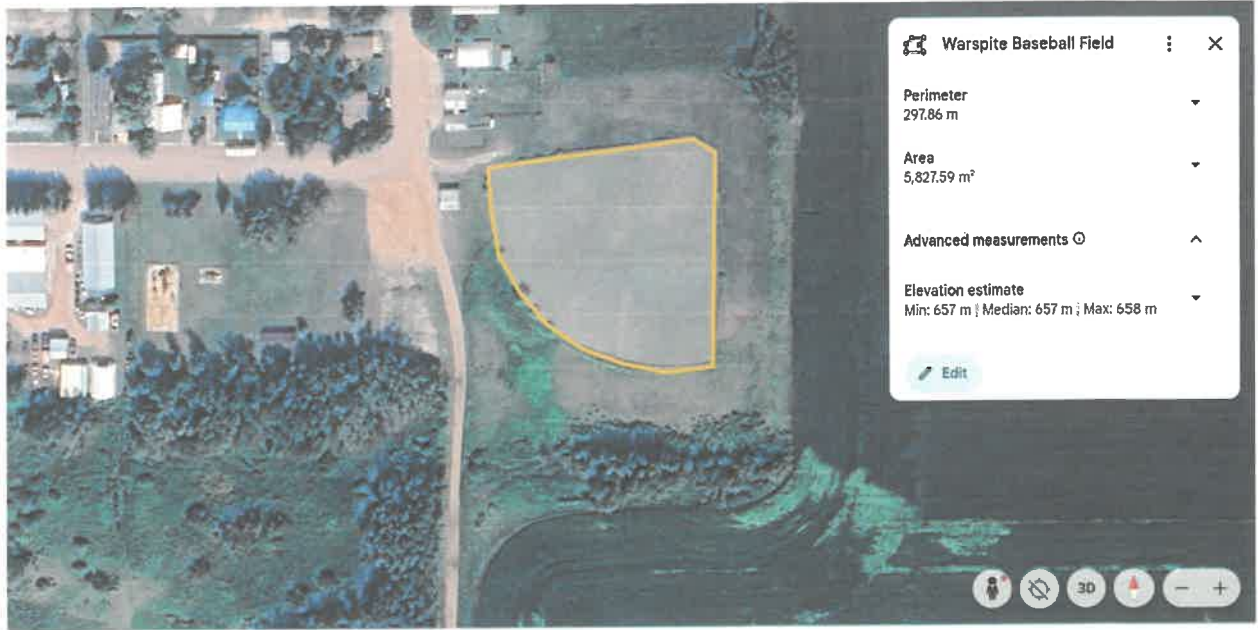 Warspite Baseball Field
Perimeter
297.86 m
Area
5,827.59 m²
Advanced measurements
Elevation estimate
Min: 657 m ¦ Median: 657 m ¦ Max: 658 m
Edit
3D